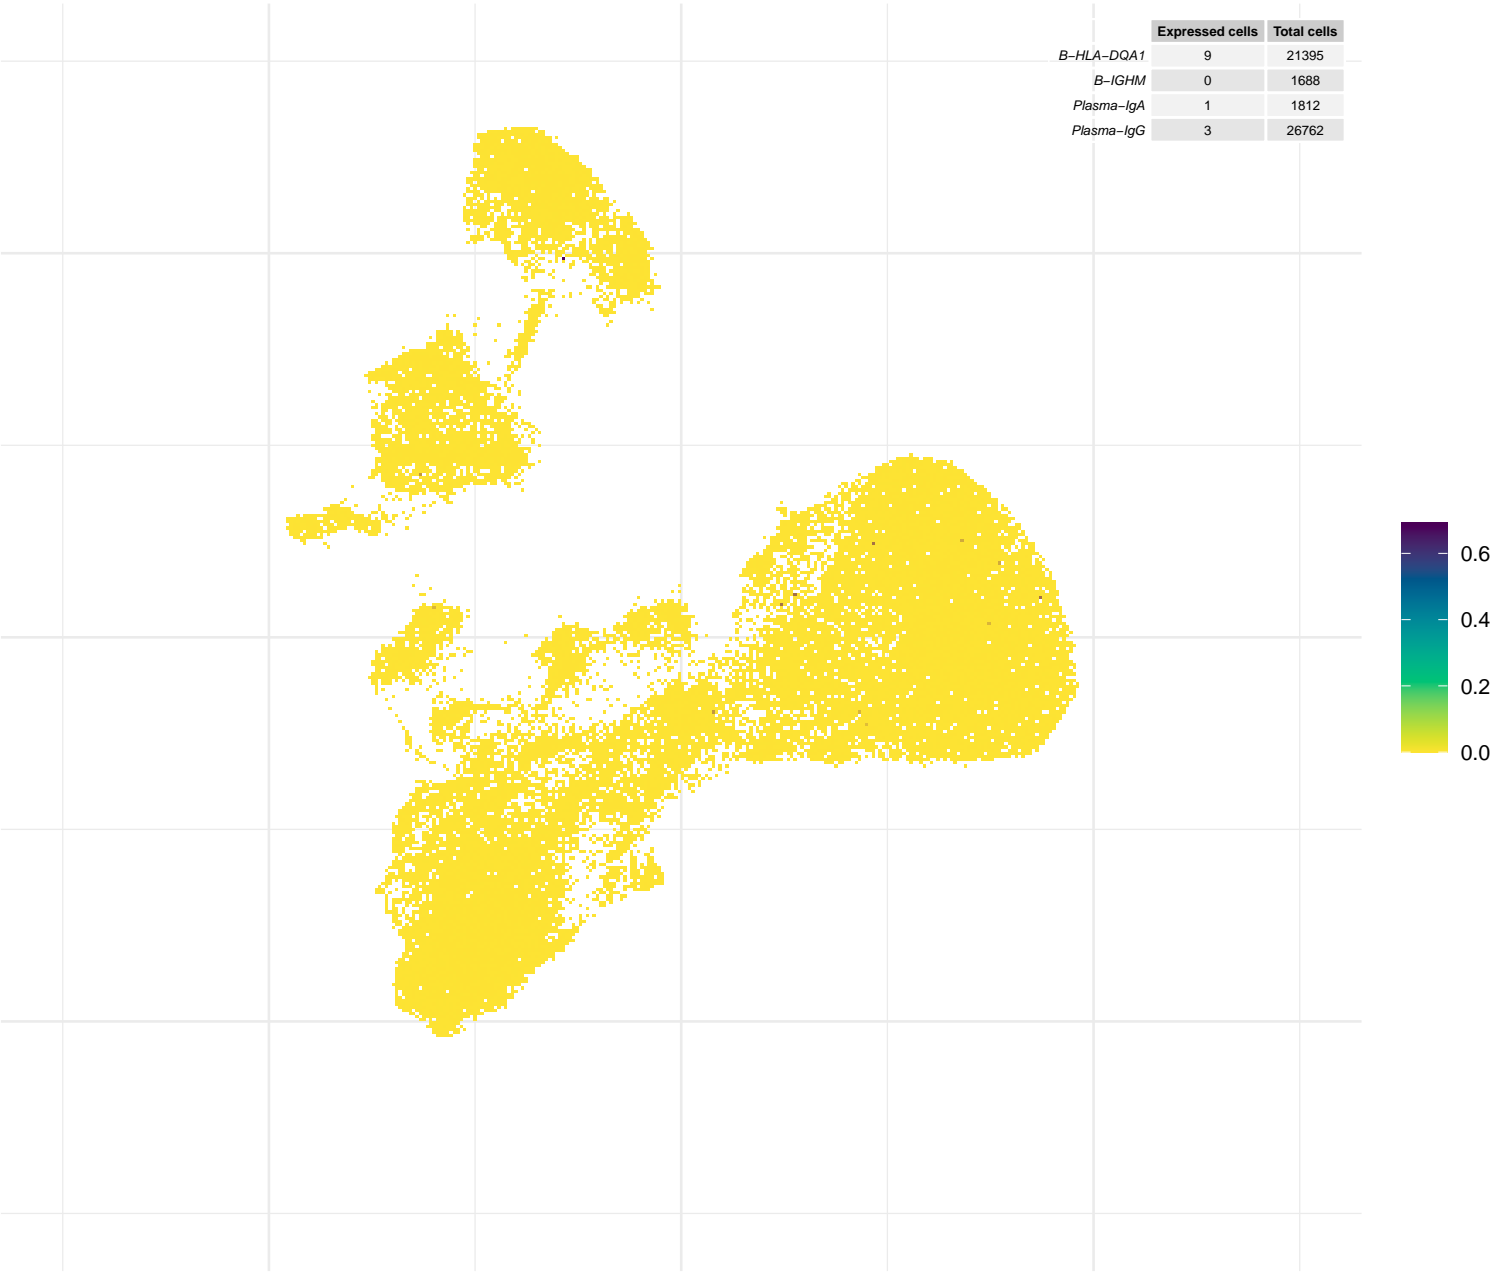 Expressed cells Total cells
B−HLA−DQA1 9 21395
B−IGHM 0 1688
Plasma−IgA 1 1812
Plasma−IgG 3 26762
0.6
0.4
0.2
0.0